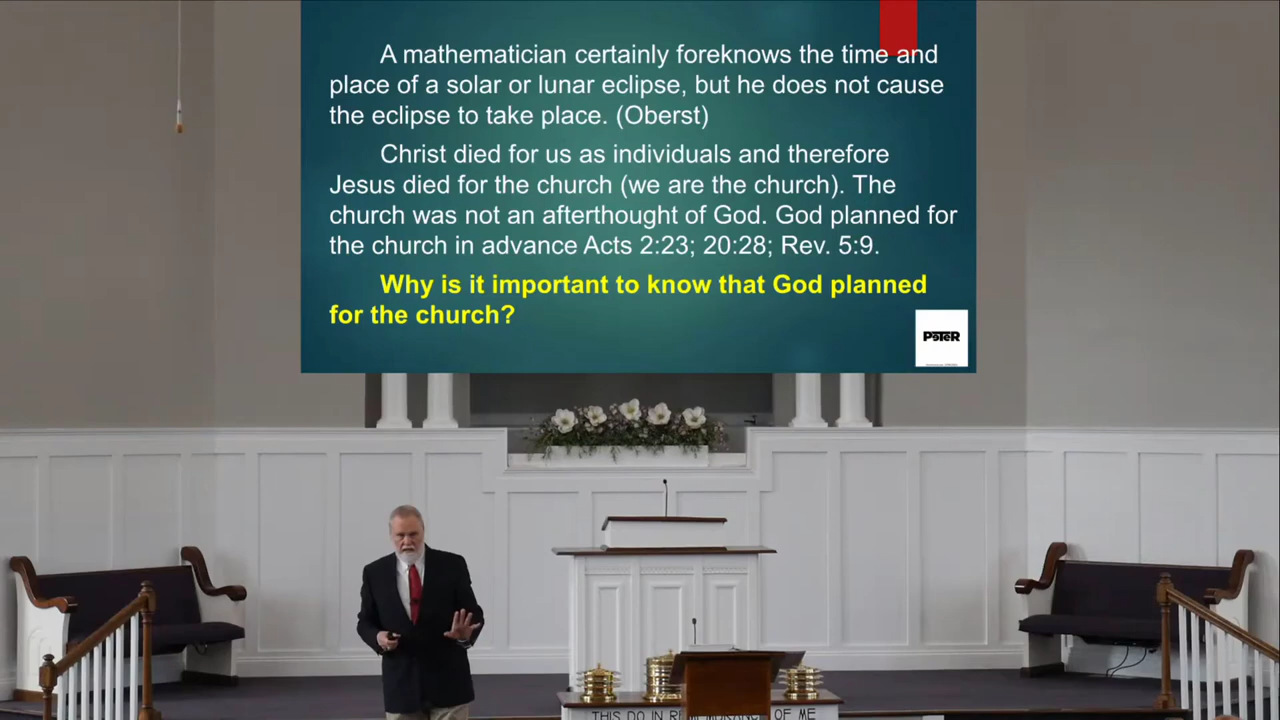 A mathematician certainly foreknows the time and
place of a solar or lunar eclipse, but he does not cause
the eclipse to take place. (Oberst)
Christ died for us as individuals and therefore
Jesus died for the church (we are the church). The
church was not an afterthought of God. God planned for
the church in advance Acts 2:23; 20:28; Rev. 5:9.
Why is it important to know that God planned
for the church?
PeTeR
THIS DO IN RE OF ME